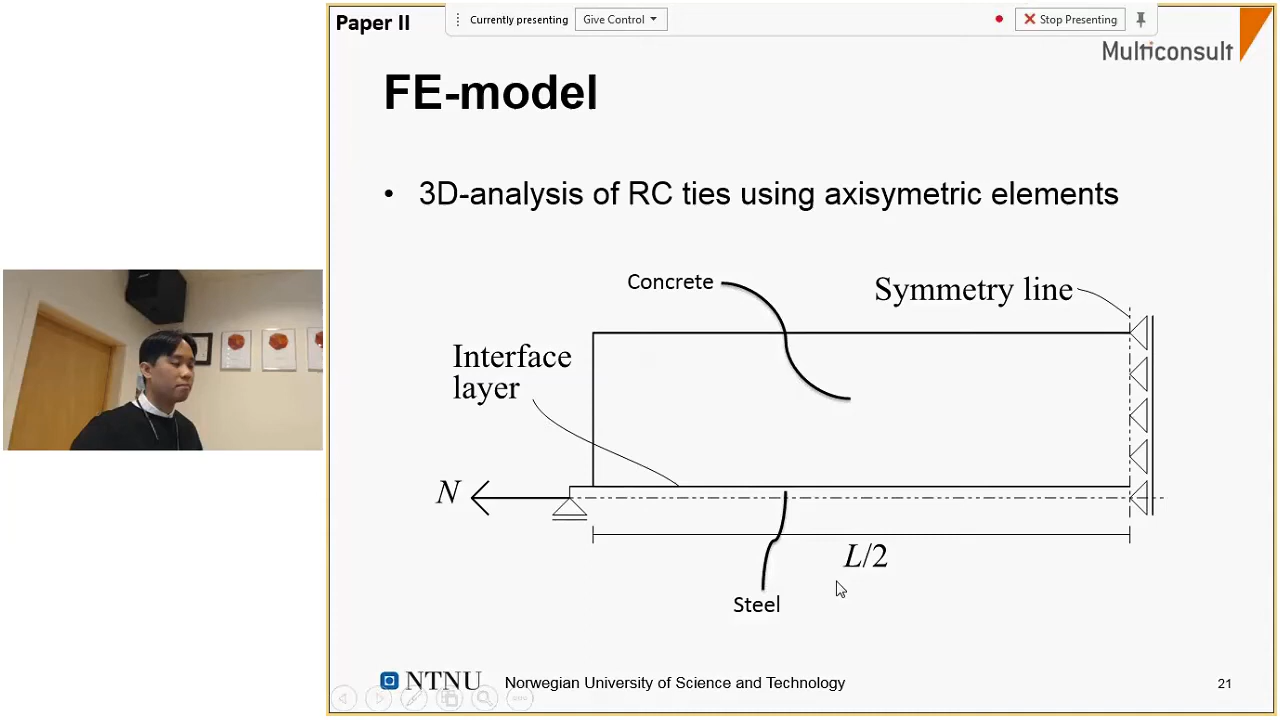 Paper II
Currently presenting
Give Control
Stop Presenting
Multiconsult
FE-model
• 3D-analysis of RC ties using axisymetric elements
Concrete
Symmetry line
Interface
layer
N
L/2
Steel
NTNU
Norwegian University of Science and Technology
21